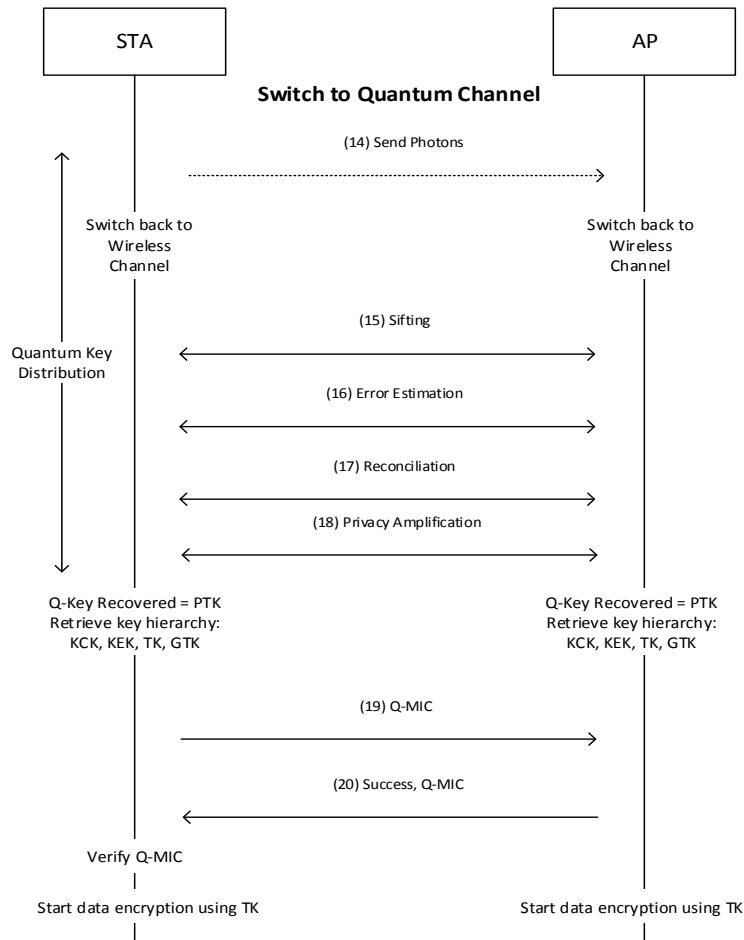 STA
AP
Switch to Quantum Channel
(14) Send Photons
Switch back to
Wireless
Channel
Switch back to
Wireless
Channel
(15) Sifting
Quantum Key
Distribution
(16) Error Estimation
(17) Reconciliation
(18) Privacy Amplification
Q-Key Recovered = PTK
Retrieve key hierarchy:
KCK, KEK, TK, GTK
Q-Key Recovered = PTK
Retrieve key hierarchy:
KCK, KEK, TK, GTK
(19) Q-MIC
(20) Success, Q-MIC
Verify Q-MIC
Start data encryption using TK
Start data encryption using TK